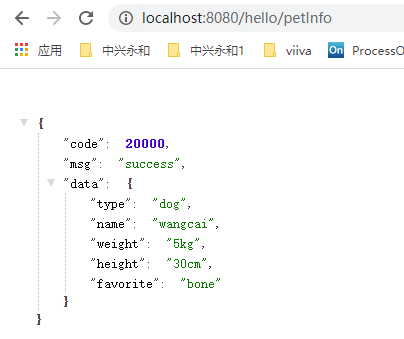 localhost:8080/hello/petInfo
应用 中兴永和 中兴永和1 viiva On ProcessO
{
"code": 20000,
"msg": "success",
"data": {
"type": "dog",
"name": "wangcai",
"weight": "5kg",
"height": "30cm",
"favorite": "bone"
}
}